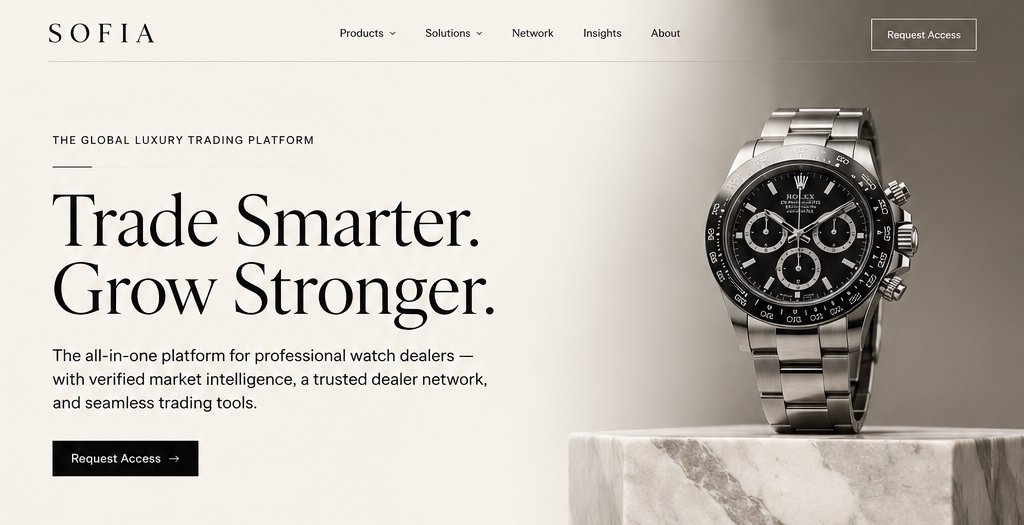 SOFIA
Products
Solutions
Network
Insights
About
Request Access
THE GLOBAL LUXURY TRADING PLATFORM
Trade Smarter.
Grow Stronger.
The all-in-one platform for professional watch dealers —
with verified market intelligence, a trusted dealer network,
and seamless trading tools.
Request Access →
ROLEX